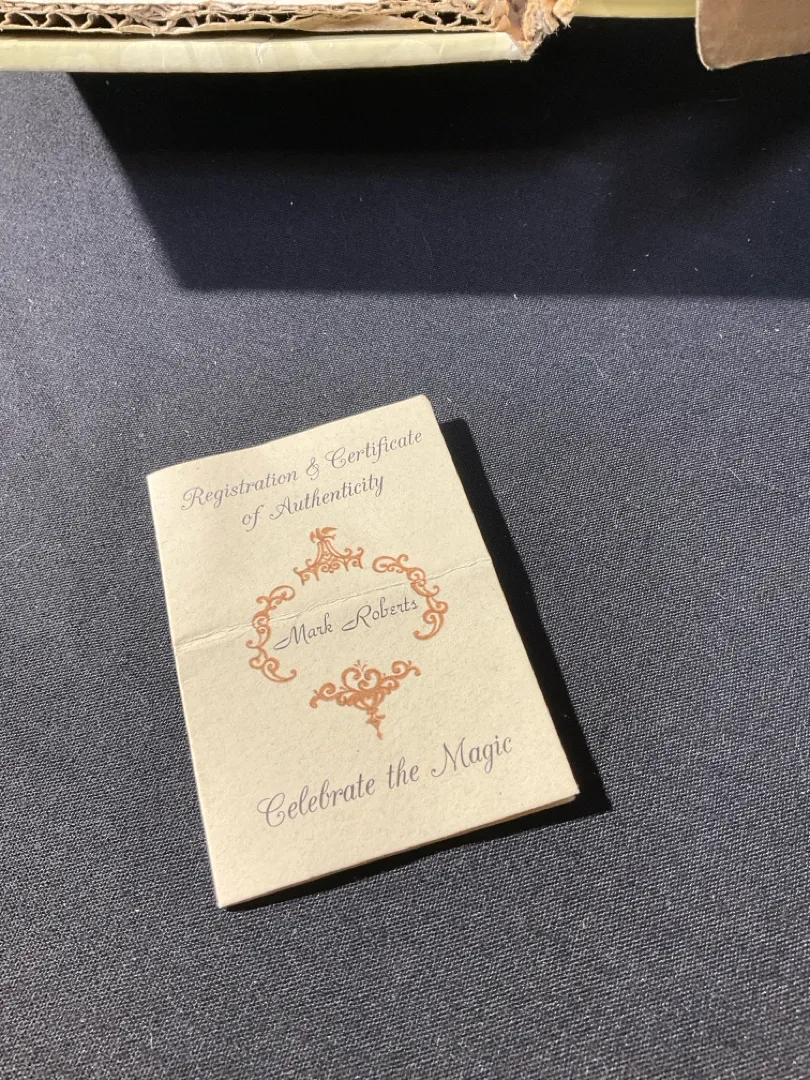 Registration & Certificate
of Authenticity
Mark Roberts
Celebrate the Magic